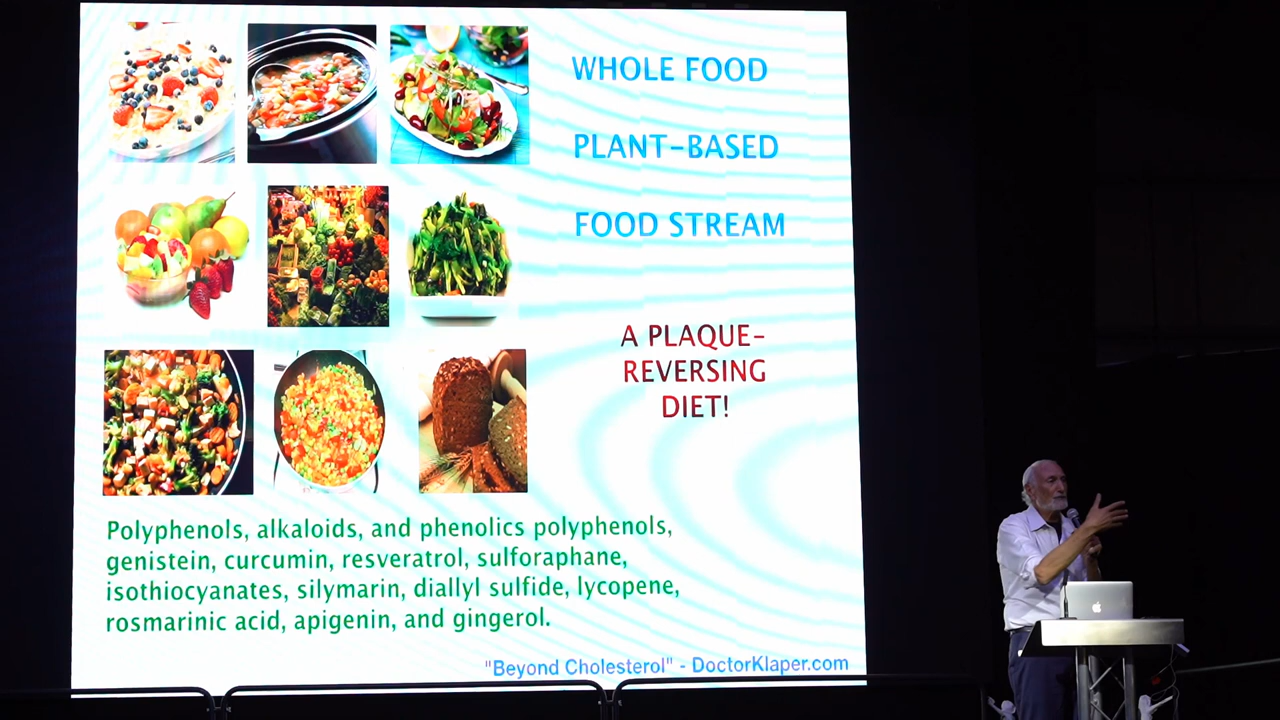 WHOLE FOOD
PLANT-BASED
FOOD STREAM
A PLAQUE-
REVERSING
DIET!
Polyphenols, alkaloids, and phenolics polyphenols,
genistein, curcumin, resveratrol, sulforaphane,
isothiocyanates, silymarin, diallyl sulfide, lycopene,
rosmarinic acid, apigenin, and gingerol.
"Beyond Cholesterol" - DoctorKlaper.com